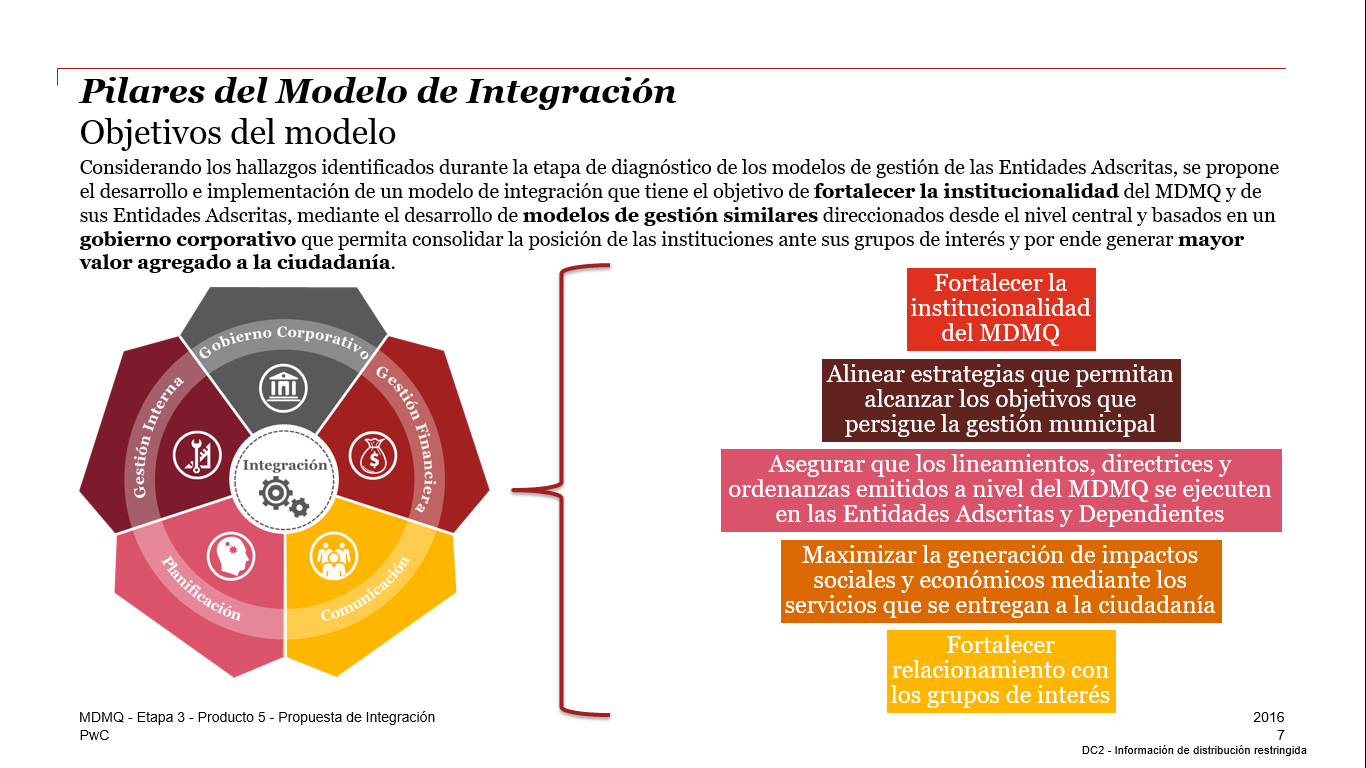 Pilares del Modelo de Integración
Objetivos del modelo
Considerando los hallazgos identificados durante la etapa de diagnóstico de los modelos de gestión de las Entidades Adscritas, se propone
el desarrollo e implementación de un modelo de integración que tiene el objetivo de fortalecer la institucionalidad del MDMQ y de
sus Entidades Adscritas, mediante el desarrollo de modelos de gestión similares direccionados desde el nivel central y basados en un
gobierno corporativo que permita consolidar la posición de las instituciones ante sus grupos de interés y por ende generar mayor
valor agregado a la ciudadanía.
Gobierno Corporativo
Gestión Financiera
Comunicación
Planificación
Gestión Interna
Integración
$
Fortalecer la
institucionalidad
del MDMQ
Alinear estrategias que permitan
alcanzar los objetivos que
persigue la gestión municipal
Asegurar que los lineamientos, directrices y
ordenanzas emitidos a nivel del MDMQ se ejecuten
en las Entidades Adscritas y Dependientes
Maximizar la generación de impactos
sociales y económicos mediante los
servicios que se entregan a la ciudadanía
Fortalecer
relacionamiento con
los grupos de interés
MDMQ - Etapa 3 - Producto 5 - Propuesta de Integración
PwC
2016
7
DC2 - Información de distribución restringida